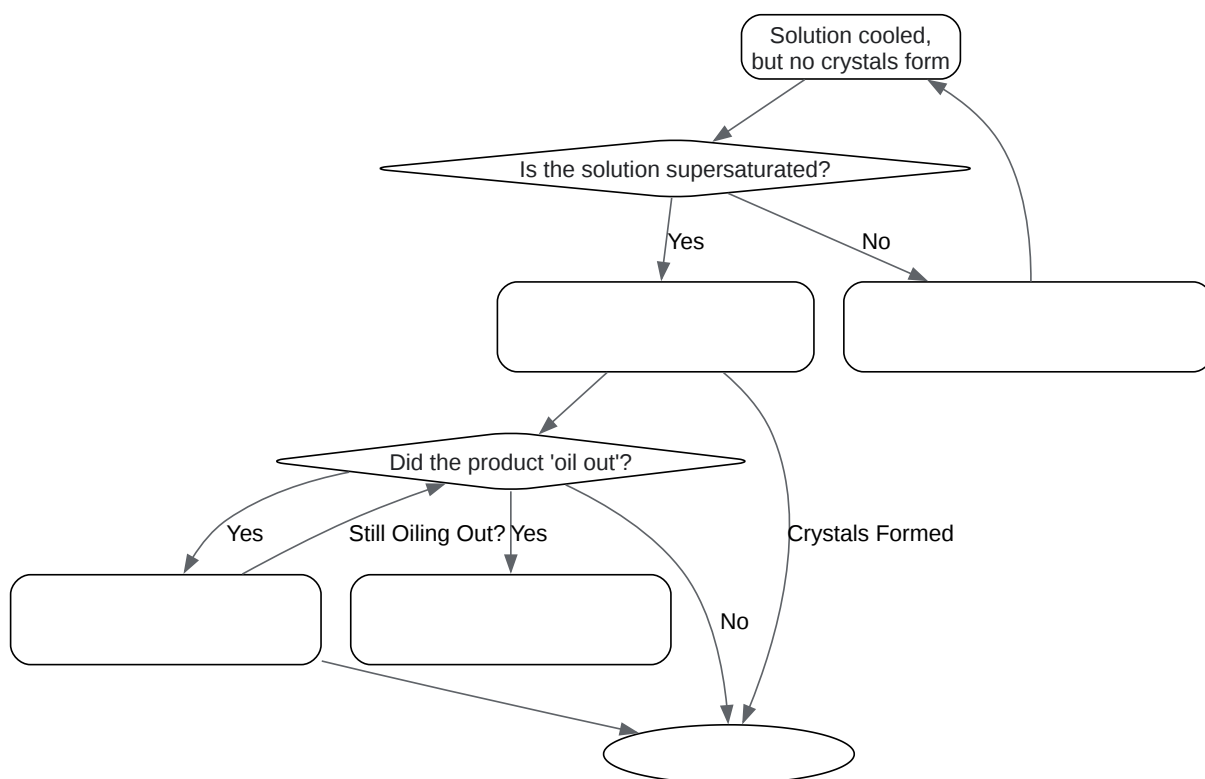 Solution cooled,
but no crystals form
Is the solution supersaturated?
Yes
No
Did the product 'oil out'?
Yes
Still Oiling Out?
Yes
Crystals Formed
No